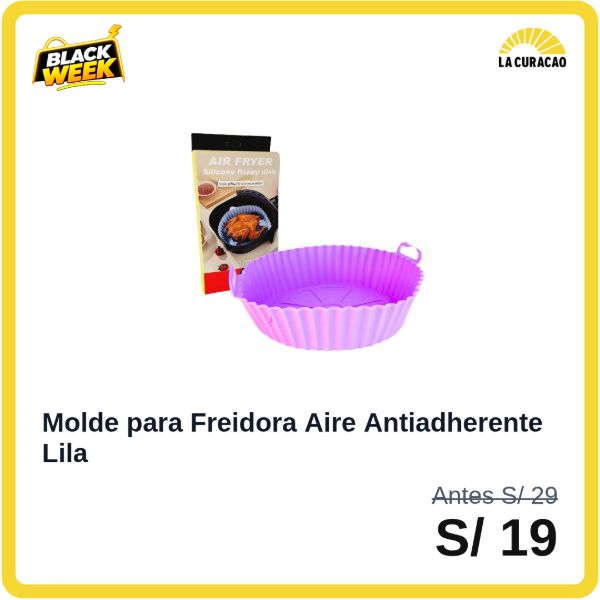 BLACK
WEEK
LA CURACAO
AIR FRYER
Silicone floppy disk
Molde para Freidora Aire Antiadherente
Lila
Antes S/ 29
S/ 19